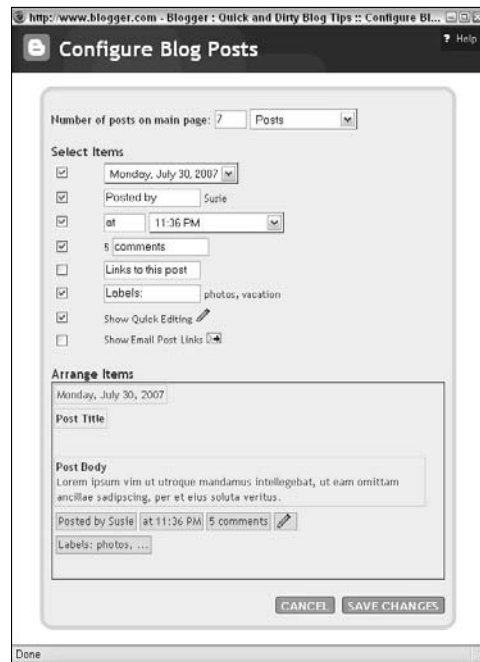 http://www.blogger.com - Blogger : Quick and Dirty Blog Tips :: Configure Bl...
Configure Blog Posts
? Help
Number of posts on main page: 7 Posts
Select Items
Monday, July 30, 2007
Posted by Susie
at 11:36 PM
5 comments
Links to this post
Labels: photos, vacation
Show Quick Editing
Show Email Post Links
Arrange Items
Monday, July 30, 2007
Post Title
Post Body
Lorem ipsum vim ut utroque mandamus intellegebat, ut eam omittam
ancillae sadipscing, per et eius soluta veritus.
Posted by Susie at 11:36 PM 5 comments
Labels: photos, ...
CANCEL SAVE CHANGES
Done